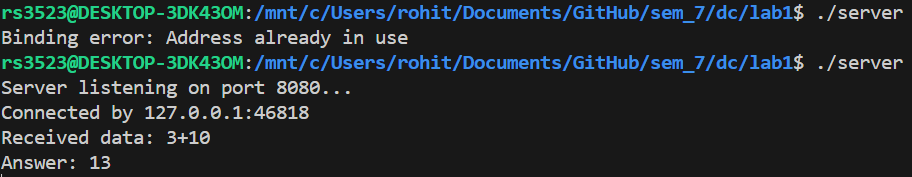 rs3523@DESKTOP-3DK43OM:/mnt/c/Users/rohit/Documents/GitHub/sem_7/dc/lab1$ ./server
Binding error: Address already in use
rs3523@DESKTOP-3DK43OM:/mnt/c/Users/rohit/Documents/GitHub/sem_7/dc/lab1$ ./server
Server listening on port 8080...
Connected by 127.0.0.1:46818
Received data: 3+10
Answer: 13